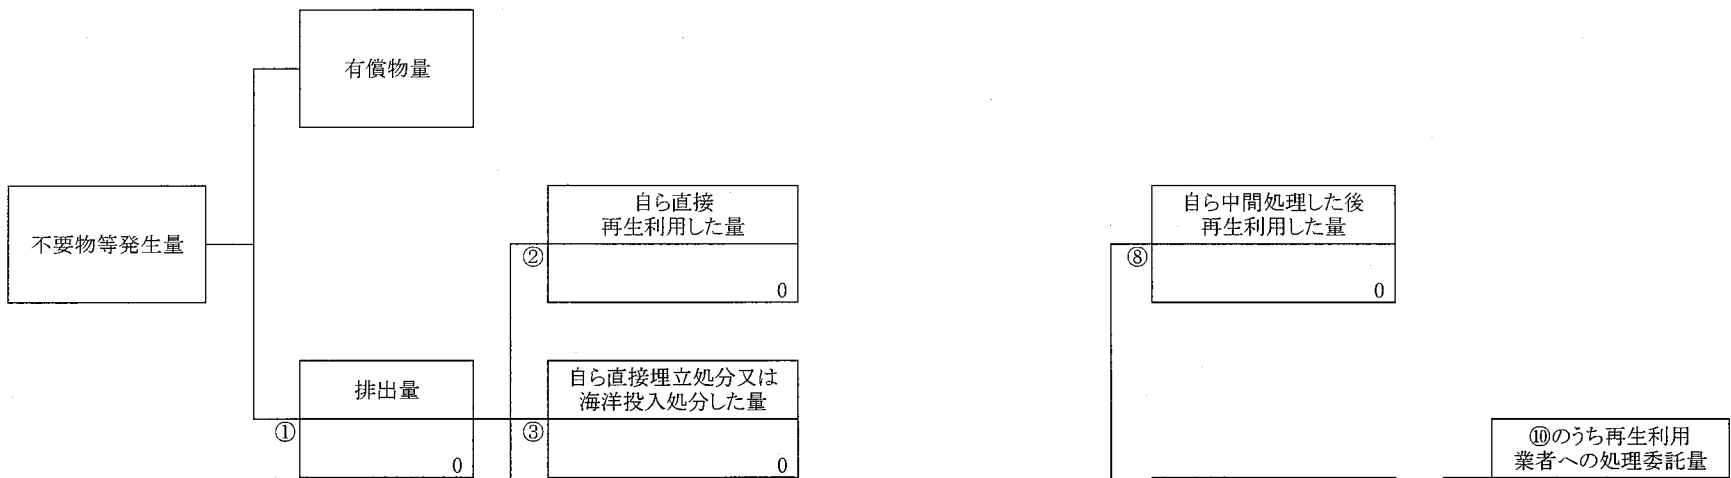 有償物量
不要物等発生量
自ら直接
再生利用した量
②
0
自ら中間処理した後
再生利用した量
⑧
0
排出量
①
0
自ら直接埋立処分又は
海洋投入処分した量
③
0
⑩のうち再生利用
業者への処理委託量